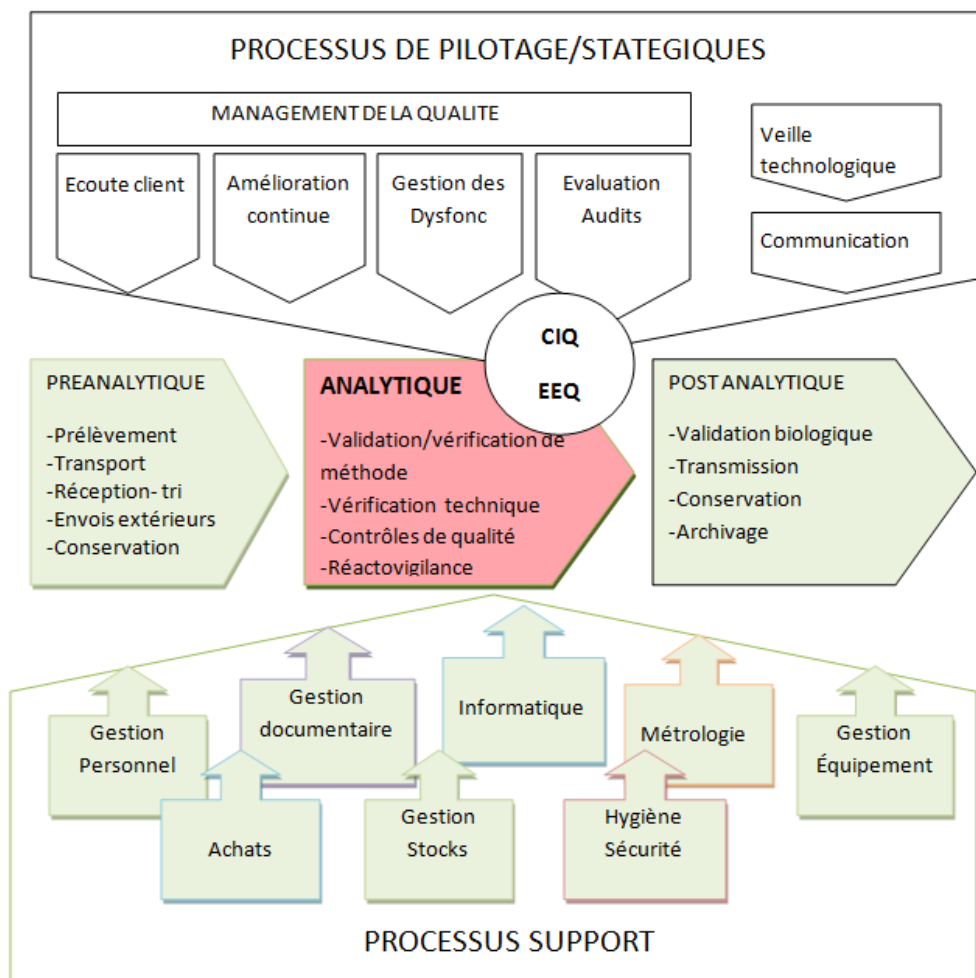 PROCESSUS DE PILOTAGE/STATEGIQUES
MANAGEMENT DE LA QUALITE
Ecoute client
Amélioration
continue
Gestion des
Dysfonc
Evaluation
Audits
Veille
technologique
Communication
CIQ
EEQ
PREANALYTIQUE
-Prélèvement
-Transport
-Réception- tri
-Envois extérieurs
-Conservation
ANALYTIQUE
-Validation/vérification de
méthode
-Vérification technique
-Contrôles de qualité
-Réactovigilance
POST ANALYTIQUE
-Validation biologique
-Transmission
-Conservation
-Archivage
Gestion
Personnel
Gestion
documentaire
Informatique
Métrologie
Gestion
Équipement
Achats
Gestion
Stocks
Hygiène
Sécurité
PROCESSUS SUPPORT